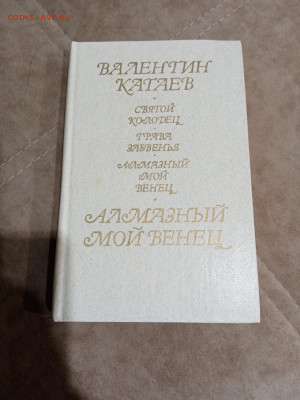 ВАЛЕНТИН
КАТАЕВ
СВЯТОЙ
КОЛОДЕЦ
ТРАВА
ЗАБВЕНЬЯ
АЛМАЗНЫЙ
МОЙ
ВЕНЕЦ
АЛМАЗНЫЙ
МОЙ ВЕНЕЦ